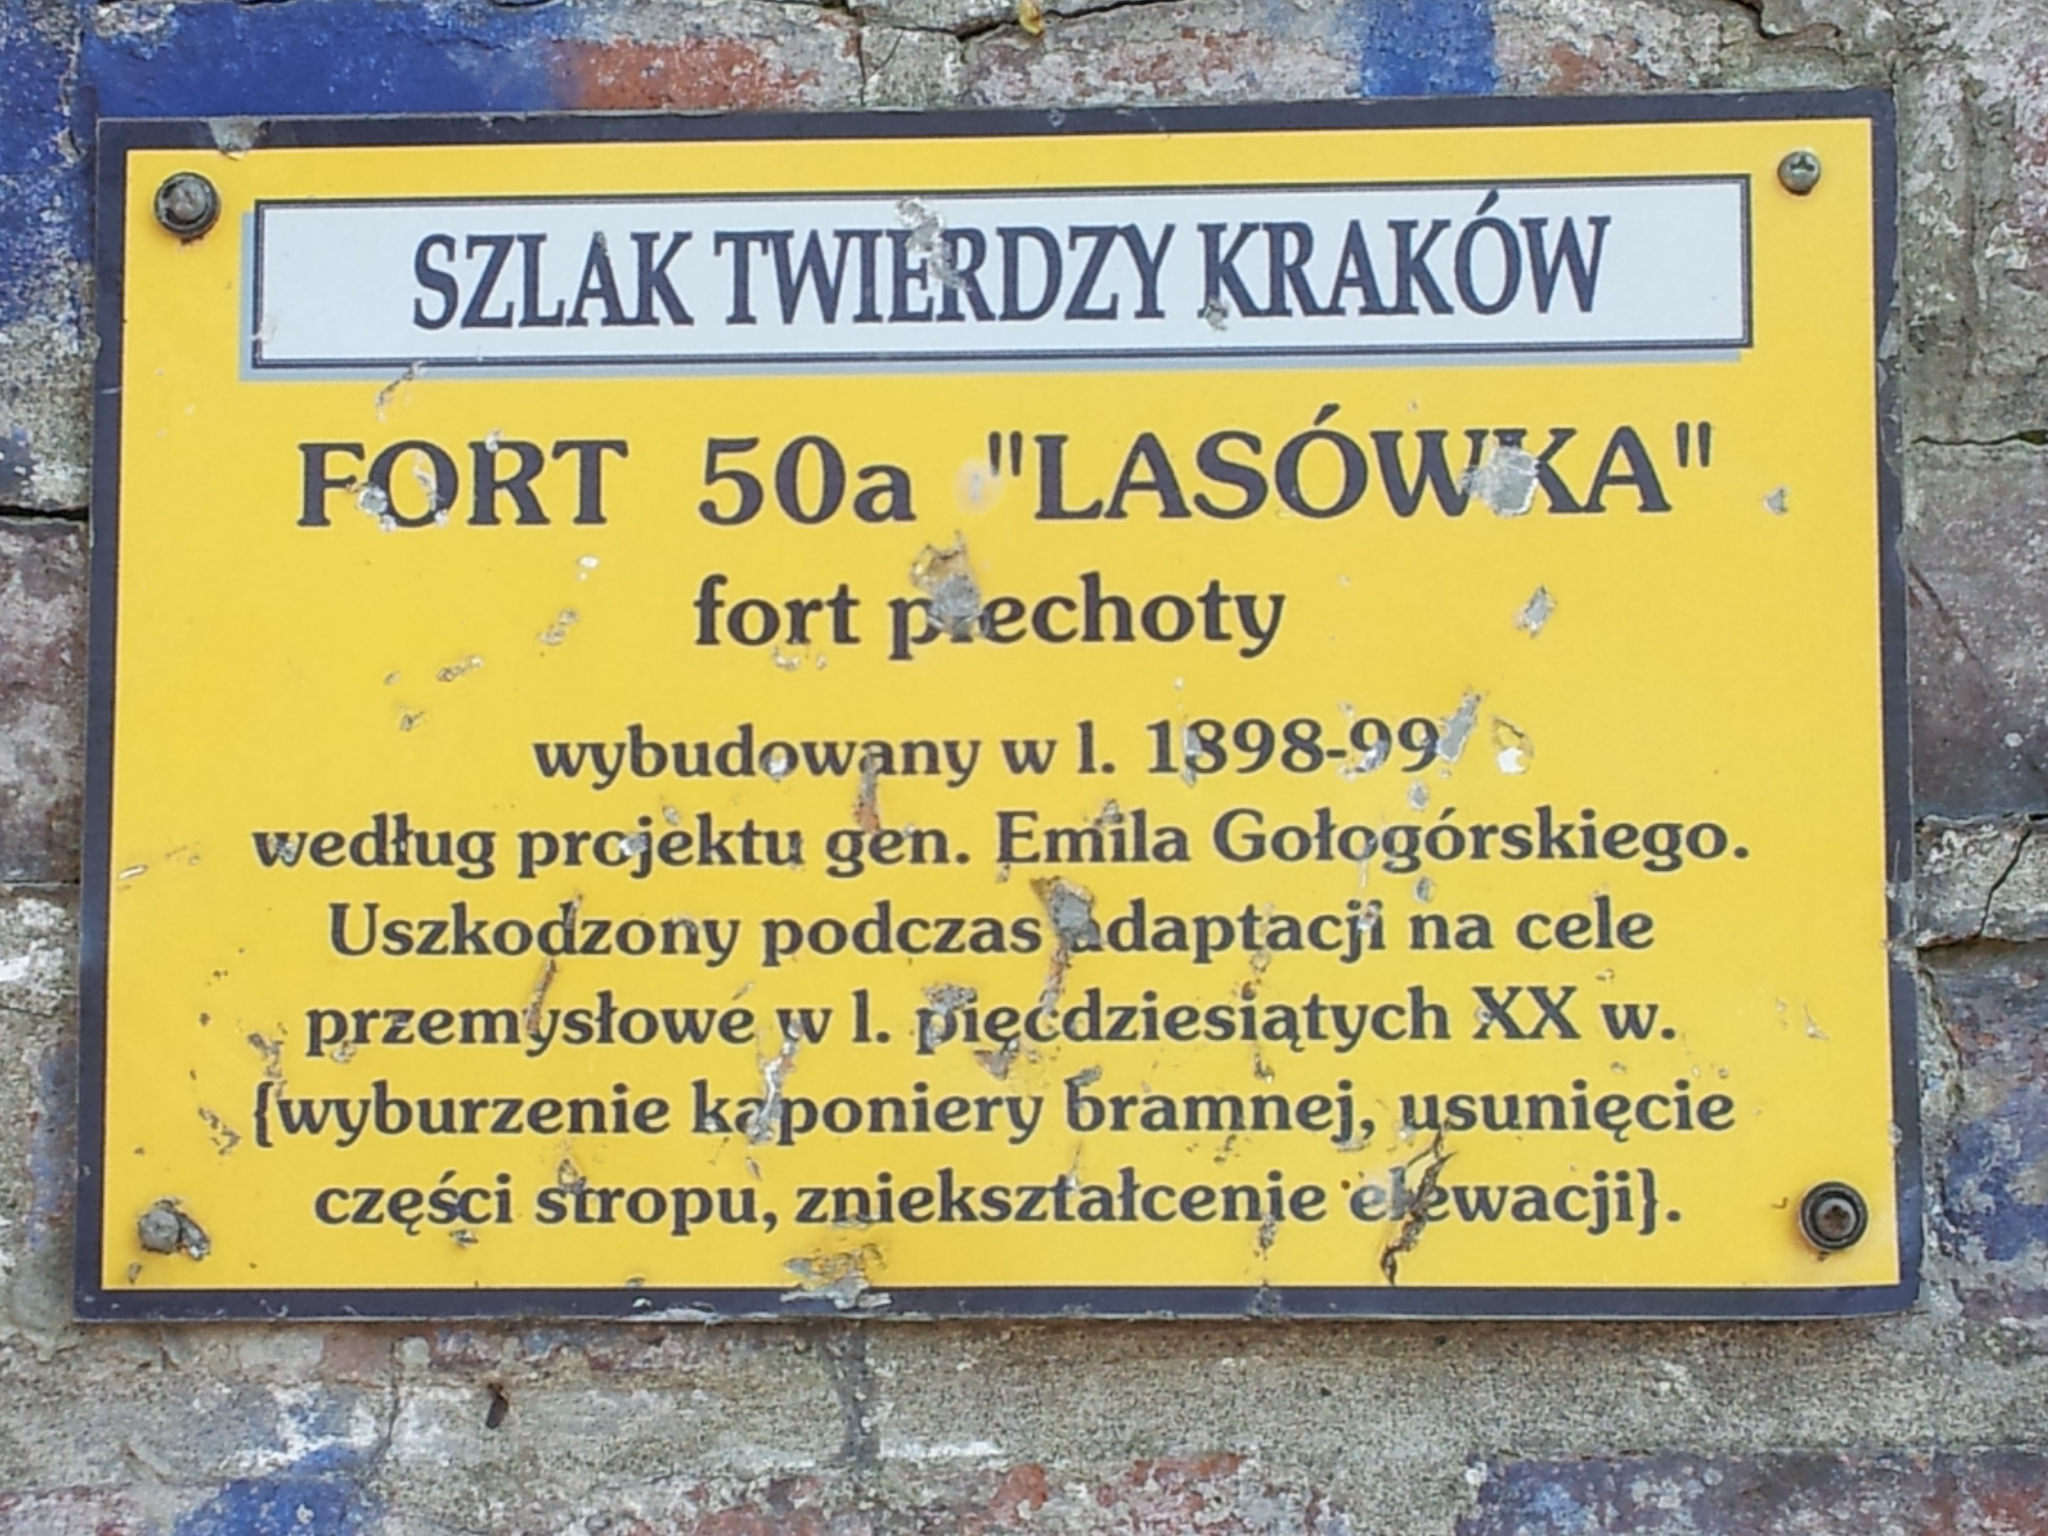 SZLAK TWIERDZY KRAKÓW
FORT 50a "LASÓWKA"
fort piechoty
wybudowany w l. 1898-99
według projektu gen. Emila Gołogórskiego.
Uszkodzony podczas adaptacji na cele
przemysłowe w l. pięćdziesiątych XX w.
{wyburzenie kaponiery bramnej, usunięcie
części stropu, zniekształcenie elewacji}.